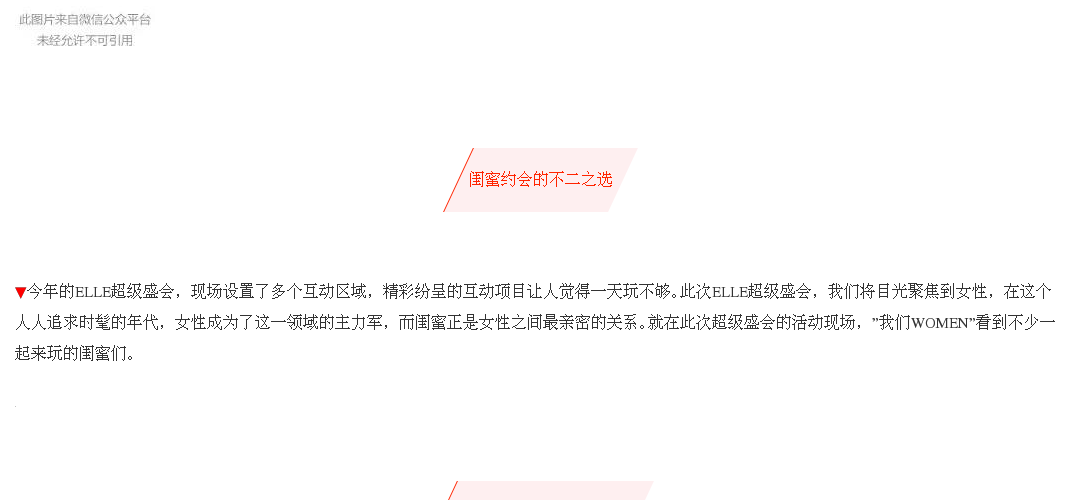 此图片来自微信公众平台
未经允许不可引用
闺蜜约会的不二之选
▼今年的ELLE超级盛会，现场设置了多个互动区域，精彩纷呈的互动项目让人觉得一天玩不够。此次ELLE超级盛会，我们将目光聚焦到女性，在这个
人人追求时髦的年代，女性成为了这一领域的主力军，而闺蜜正是女性之间最亲密的关系。就在此次超级盛会的活动现场，”我们WOMEN”看到不少一
起来玩的闺蜜们。